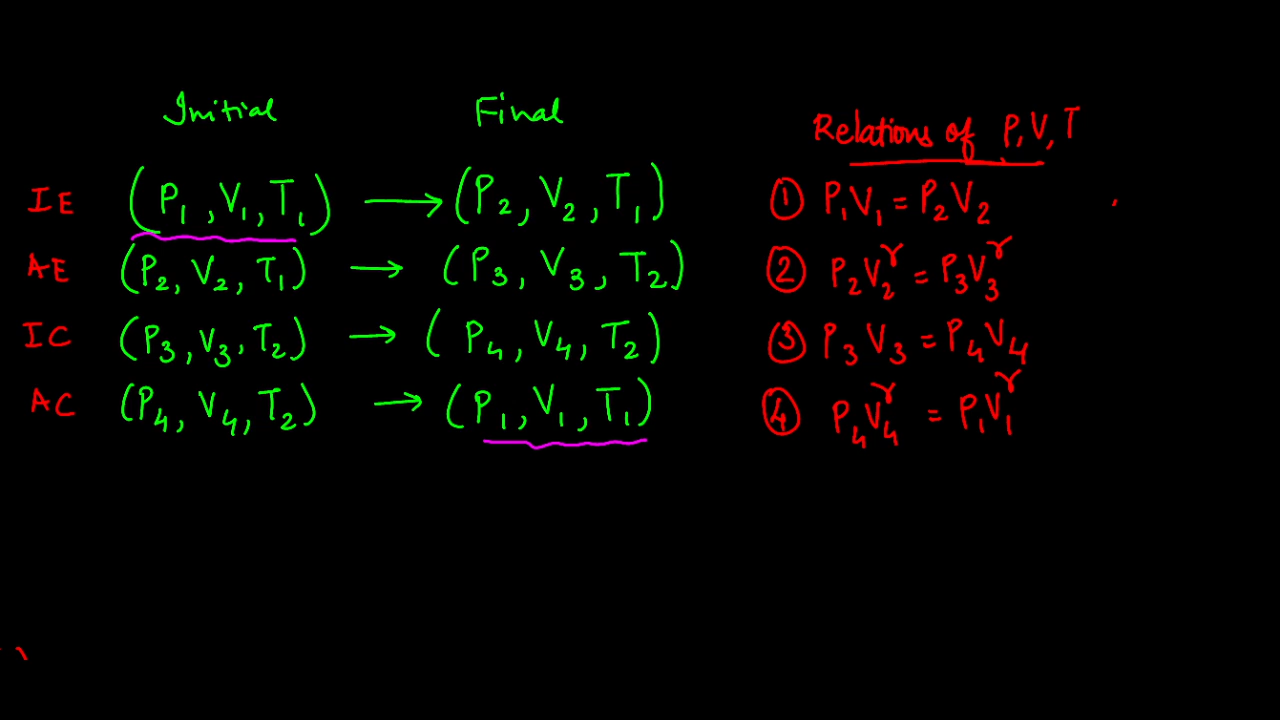 Initial Final Relations of P, V, T
IE (P₁, V₁, T₁) → (P₂, V₂, T₁) ① P₁V₁ = P₂V₂
AE (P₂, V₂, T₁) → (P₃, V₃, T₂) ② P₂V₂^γ = P₃V₃^γ
IC (P₃, V₃, T₂) → (P₄, V₄, T₂) ③ P₃V₃ = P₄V₄
AC (P₄, V₄, T₂) → (P₁, V₁, T₁) ④ P₄V₄^γ = P₁V₁^γ